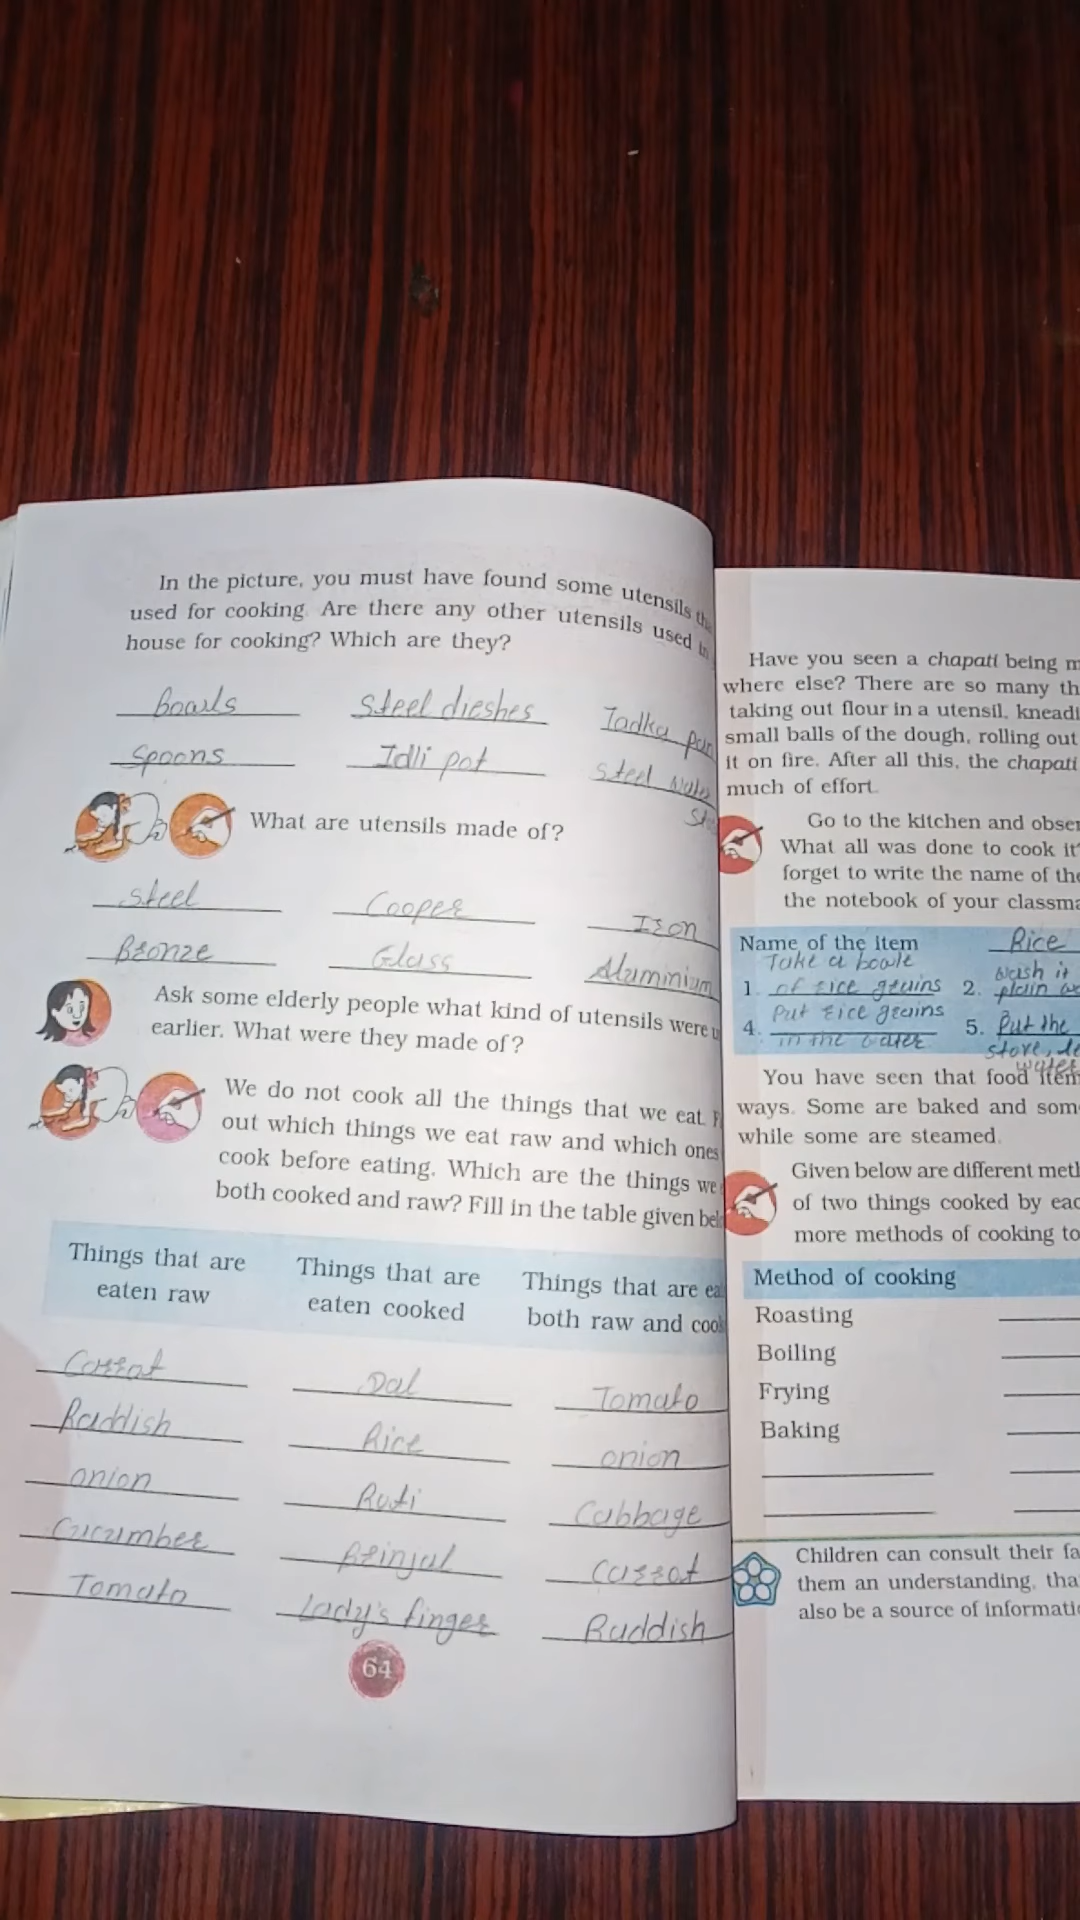 In the picture, you must have found some utensils
used for cooking. Are there any other utensils used in
house for cooking? Which are they?
Bowls Steel dieshes Tadka pan
Spoons Idli pot Steel
What are utensils made of?
Steel Cooper Iron
Bronze Glass Aluminium
Ask some elderly people what kind of utensils were
earlier. What were they made of?
We do not cook all the things that we eat.
out which things we eat raw and which ones
cook before eating. Which are the things we
both cooked and raw? Fill in the table given
Things that are Things that are Things that are
eaten raw eaten cooked both raw and
Carrot Dal Tomato
Raddish Rice onion
onion Roti Cabbage
Cucumber Brinjal Carrot
Tomato Lady's finger Raddish
64
Have you seen a chapati being
where else? There are so many
taking out flour in a utensil,
small balls of the dough, rolling out
it on fire. After all this, the chapati
much of effort.
Go to the kitchen and
What all was done to cook
forget to write the name of
the notebook of your
Name of the item Rice
Take a bowle wash it
1. of rice grains 2. plain
Put rice grains
4. in the water 5. Put the
stove,
water
You have seen that food
ways. Some are baked and
while some are steamed.
Given below are different
of two things cooked by
more methods of cooking to
Method of cooking
Roasting
Boiling
Frying
Baking
Children can consult their
them an understanding,
also be a source of